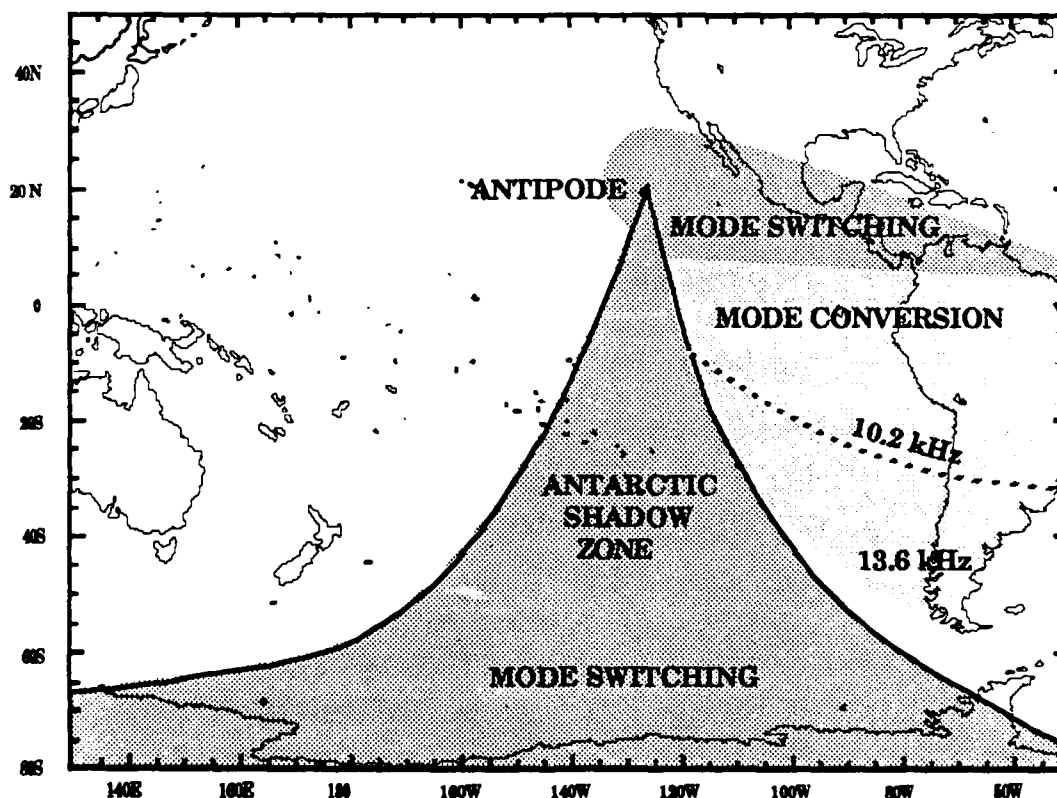 40N
20N
0
20S
40S
60S
80S
ANTIPODE
MODE SWITCHING
MODE CONVERSION
10.2 kHz
ANTARCTIC
SHADOW
ZONE
13.6 kHz
MODE SWITCHING
140E
160E
180
160W
140W
120W
100W
80W
60W